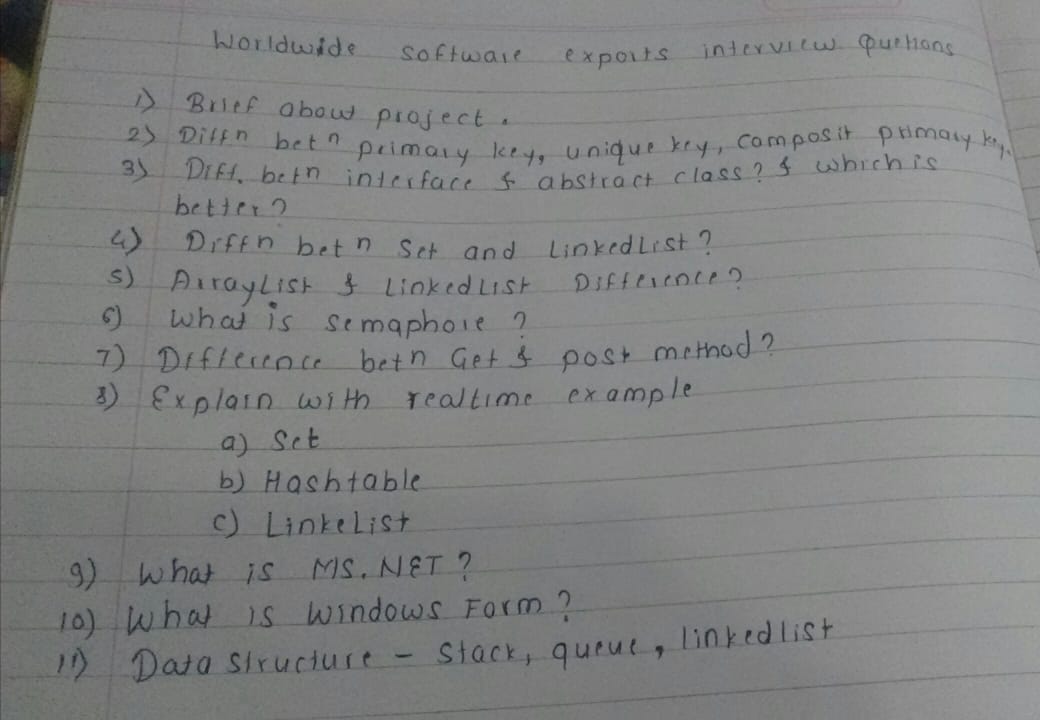 Worldwide software exports interview Quetions
1) Brief about project.
2) Diffn betn primary key, unique key, composit primary key.
3) Diff. betn interface & abstract class? & which is
better?
4) Diffn betn Set and LinkedList?
5) ArrayList & LinkedList Difference?
6) What is semaphore ?
7) Difference betn Get & post method?
8) Explain with realtime example
a) Set
b) Hashtable
c) LinkeList
9) What is MS.NET ?
10) What is Windows Form ?
11) Data Structure - Stack, queue, linkedlist